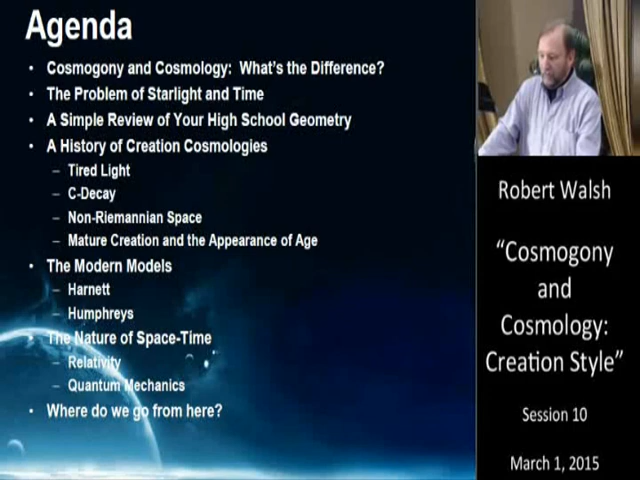 Agenda
• Cosmogony and Cosmology: What's the Difference?
• The Problem of Starlight and Time
• A Simple Review of Your High School Geometry
• A History of Creation Cosmologies
– Tired Light
– C-Decay
– Non-Riemannian Space
– Mature Creation and the Appearance of Age
• The Modern Models
– Harnett
– Humphreys
• The Nature of Space-Time
– Relativity
– Quantum Mechanics
• Where do we go from here?
Robert Walsh
“Cosmogony
and
Cosmology:
Creation Style”
Session 10
March 1, 2015